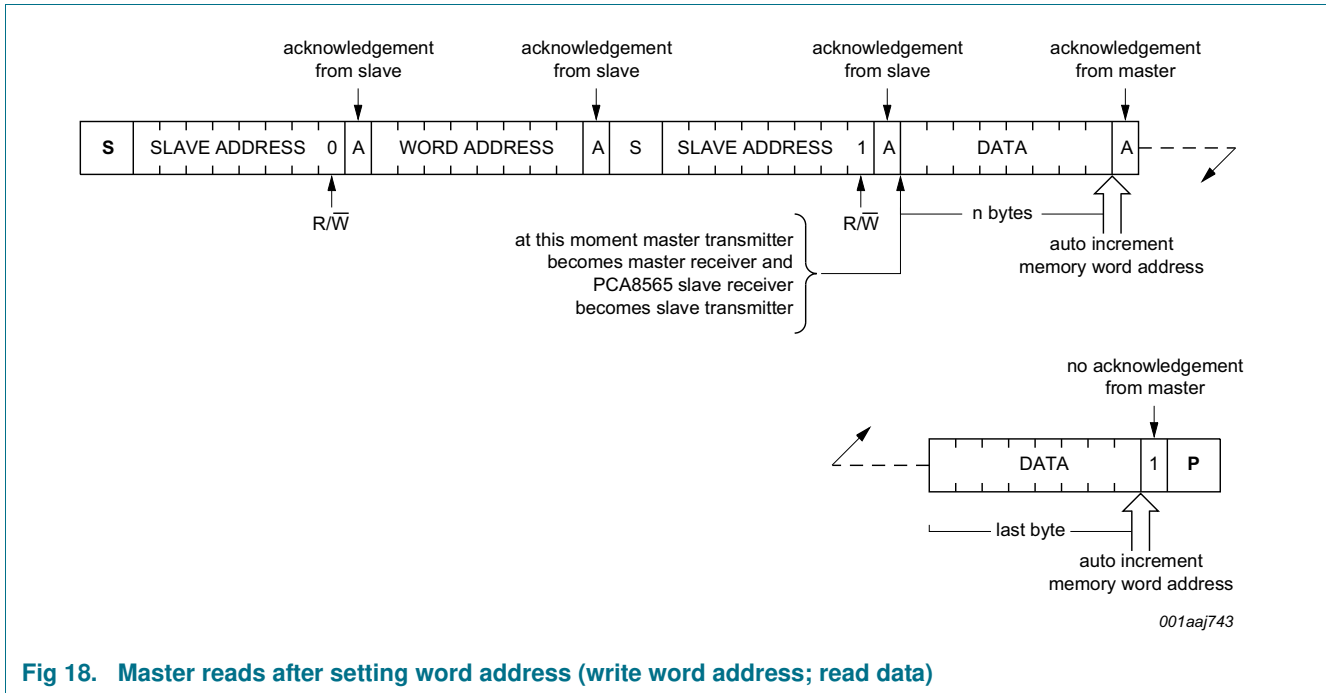 acknowledgement
from slave
acknowledgement
from slave
acknowledgement
from slave
acknowledgement
from master
S SLAVE ADDRESS 0 A WORD ADDRESS A S SLAVE ADDRESS 1 A DATA A
R/W̅
R/W̅
n bytes
at this moment master transmitter
becomes master receiver and
PCA8565 slave receiver
becomes slave transmitter
auto increment
memory word address
no acknowledgement
from master
DATA 1 P
last byte
auto increment
memory word address
001aaj743
Fig 18. Master reads after setting word address (write word address; read data)